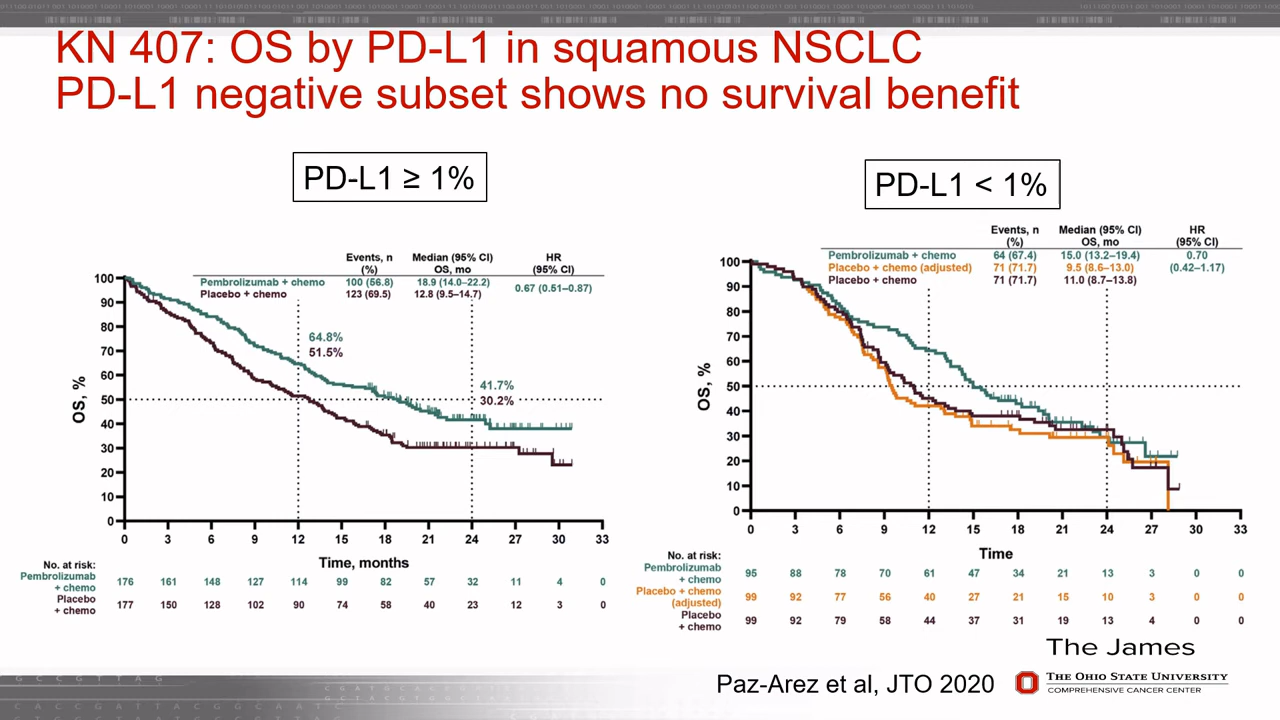 KN 407: OS by PD-L1 in squamous NSCLC
PD-L1 negative subset shows no survival benefit
PD-L1 ≥ 1%
Events, n Median (95% CI) HR
(%) OS, mo (95% CI)
Pembrolizumab + chemo 100 (56.8) 18.9 (14.0–22.2) 0.67 (0.51–0.87)
Placebo + chemo 123 (69.5) 12.8 (9.5–14.7)
100
90
80
70
60
50
40
30
20
10
0
OS, %
64.8%
51.5%
41.7%
30.2%
0 3 6 9 12 15 18 21 24 27 30 33
Time, months
No. at risk:
Pembrolizumab
+ chemo 176 161 148 127 114 99 82 57 32 11 4 0
Placebo
+ chemo 177 150 128 102 90 74 58 40 23 12 3 0
PD-L1 < 1%
Events, n Median (95% CI) HR
(%) OS, mo (95% CI)
Pembrolizumab + chemo 64 (67.4) 15.0 (13.2–19.4) 0.70
Placebo + chemo (adjusted) 71 (71.7) 9.5 (8.6–13.0) (0.42–1.17)
Placebo + chemo 71 (71.7) 11.0 (8.7–13.8)
100
90
80
70
60
50
40
30
20
10
0
OS, %
0 3 6 9 12 15 18 21 24 27 30 33
Time
No. at risk:
Pembrolizumab
+ chemo 95 88 78 70 61 47 34 21 13 3 0 0
Placebo + chemo
(adjusted) 99 92 77 56 40 27 21 15 10 3 0 0
Placebo
+ chemo 99 92 79 58 44 37 31 19 13 4 0 0
The James
Paz-Arez et al, JTO 2020
THE OHIO STATE UNIVERSITY
COMPREHENSIVE CANCER CENTER